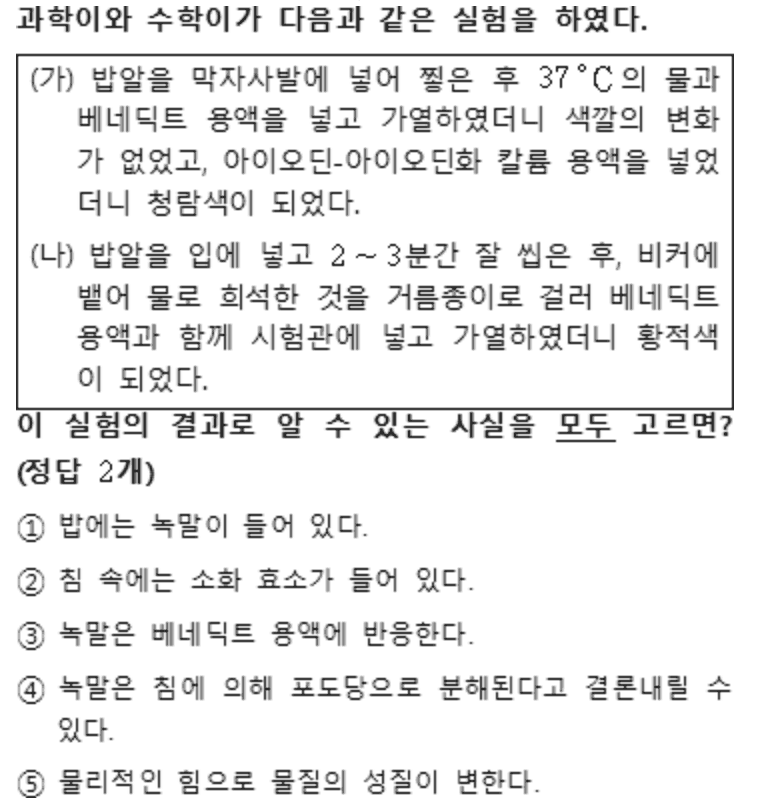 과학이와 수학이가 다음과 같은 실험을 하였다.
(가) 밥알을 막자사발에 넣어 찧은 후 37°C의 물과
베네딕트 용액을 넣고 가열하였더니 색깔의 변화
가 없었고, 아이오딘-아이오딘화 칼륨 용액을 넣었
더니 청람색이 되었다.
(나) 밥알을 입에 넣고 2～3분간 잘 씹은 후, 비커에
뱉어 물로 희석한 것을 거름종이로 걸러 베네딕트
용액과 함께 시험관에 넣고 가열하였더니 황적색
이 되었다.
이 실험의 결과로 알 수 있는 사실을 모두 고르면?
(정답 2개)
① 밥에는 녹말이 들어 있다.
② 침 속에는 소화 효소가 들어 있다.
③ 녹말은 베네딕트 용액에 반응한다.
④ 녹말은 침에 의해 포도당으로 분해된다고 결론내릴 수
있다.
⑤ 물리적인 힘으로 물질의 성질이 변한다.